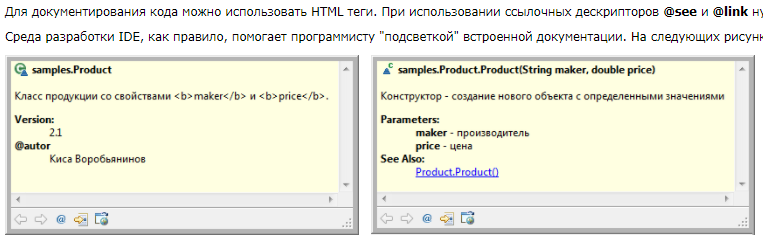 Для документирования кода можно использовать HTML теги. При использовании ссылочных дескрипторов @see и @link
Среда разработки IDE, как правило, помогает программисту "подсветкой" встроенной документации. На следующих
samples.Product
Класс продукции со свойствами <b>maker</b> и <b>price</b>.
Version:
2.1
@autor
Киса Воробьянинов
samples.Product.Product(String maker, double price)
Конструктор - создание нового объекта с определенными значениями
Parameters:
maker - производитель
price - цена
See Also:
Product.Product()